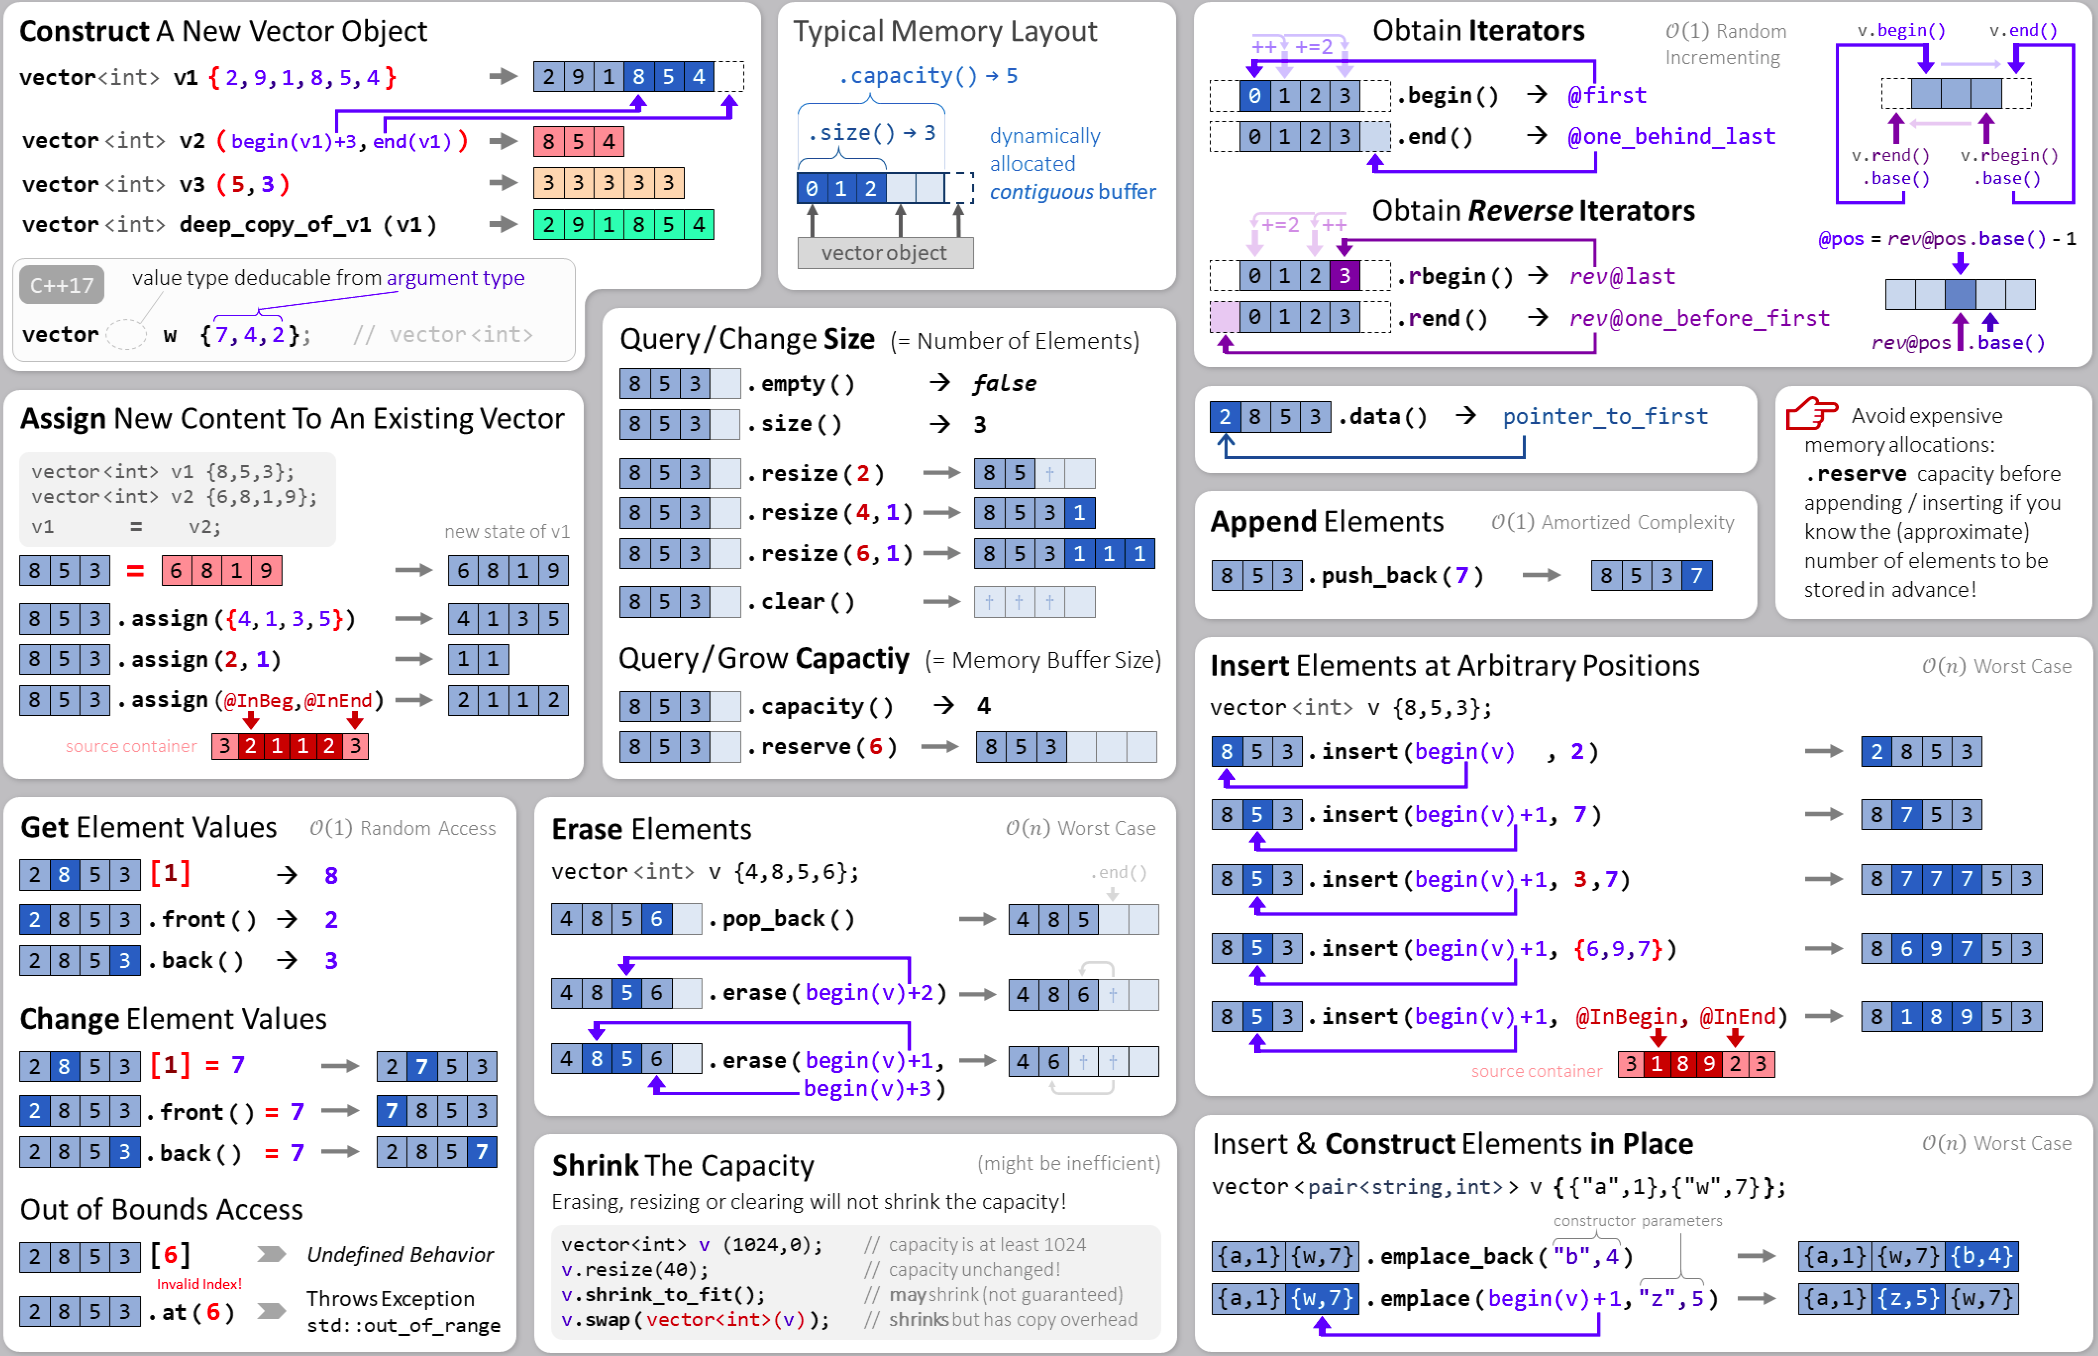 Construct A New Vector Object
vector<int> v1 {2,9,1,8,5,4} → 2 9 1 8 5 4
vector<int> v2 (begin(v1)+3,end(v1)) → 8 5 4
vector<int> v3 (5,3) → 3 3 3 3 3
vector<int> deep_copy_of_v1 (v1) → 2 9 1 8 5 4
C++17
value type deducable from argument type
vector w {7,4,2}; // vector<int>
Typical Memory Layout
.capacity() → 5
.size() → 3
0 1 2
dynamically
allocated
contiguous buffer
vector object
Obtain Iterators
𝒪(1) Random
Incrementing
++ +=2
0 1 2 3 .begin() → @first
0 1 2 3 .end() → @one_behind_last
Obtain Reverse Iterators
+=2 ++
0 1 2 3 .rbegin() → rev@last
0 1 2 3 .rend() → rev@one_before_first
v.begin() v.end()
v.rend() v.rbegin()
.base() .base()
@pos = rev@pos.base() - 1
rev@pos .base()
Assign New Content To An Existing Vector
vector<int> v1 {8,5,3};
vector<int> v2 {6,8,1,9};
v1 = v2;
new state of v1
8 5 3 = 6 8 1 9 → 6 8 1 9
8 5 3 .assign({4,1,3,5}) → 4 1 3 5
8 5 3 .assign(2,1) → 1 1
8 5 3 .assign(@InBeg,@InEnd) → 2 1 1 2
source container 3 2 1 1 2 3
Query/Change Size (= Number of Elements)
8 5 3 .empty() → false
8 5 3 .size() → 3
8 5 3 .resize(2) → 8 5 †
8 5 3 .resize(4,1) → 8 5 3 1
8 5 3 .resize(6,1) → 8 5 3 1 1 1
8 5 3 .clear() → † † †
Query/Grow Capactiy (= Memory Buffer Size)
8 5 3 .capacity() → 4
8 5 3 .reserve(6) → 8 5 3
2 8 5 3 .data() → pointer_to_first
Append Elements 𝒪(1) Amortized Complexity
8 5 3 .push_back(7) → 8 5 3 7
Avoid expensive
memory allocations:
.reserve capacity before
appending / inserting if you
know the (approximate)
number of elements to be
stored in advance!
Insert Elements at Arbitrary Positions 𝒪(n) Worst Case
vector<int> v {8,5,3};
8 5 3 .insert(begin(v) , 2) → 2 8 5 3
8 5 3 .insert(begin(v)+1, 7) → 8 7 5 3
8 5 3 .insert(begin(v)+1, 3,7) → 8 7 7 7 5 3
8 5 3 .insert(begin(v)+1, {6,9,7}) → 8 6 9 7 5 3
8 5 3 .insert(begin(v)+1, @InBegin, @InEnd) → 8 1 8 9 5 3
source container 3 1 8 9 2 3
Get Element Values 𝒪(1) Random Access
2 8 5 3 [1] → 8
2 8 5 3 .front() → 2
2 8 5 3 .back() → 3
Change Element Values
2 8 5 3 [1] = 7 → 2 7 5 3
2 8 5 3 .front() = 7 → 7 8 5 3
2 8 5 3 .back() = 7 → 2 8 5 7
Out of Bounds Access
2 8 5 3 [6] Undefined Behavior
Invalid Index!
2 8 5 3 .at(6) Throws Exception
std::out_of_range
Erase Elements 𝒪(n) Worst Case
vector<int> v {4,8,5,6};
.end()
4 8 5 6 .pop_back() → 4 8 5
4 8 5 6 .erase(begin(v)+2) → 4 8 6 †
4 8 5 6 .erase(begin(v)+1, → 4 6 † †
begin(v)+3)
Shrink The Capacity (might be inefficient)
Erasing, resizing or clearing will not shrink the capacity!
vector<int> v (1024,0); // capacity is at least 1024
v.resize(40); // capacity unchanged!
v.shrink_to_fit(); // may shrink (not guaranteed)
v.swap(vector<int>(v)); // shrinks but has copy overhead
Insert & Construct Elements in Place 𝒪(n) Worst Case
vector<pair<string,int>> v {{"a",1},{"w",7}};
constructor parameters
{a,1} {w,7} .emplace_back("b",4) → {a,1} {w,7} {b,4}
{a,1} {w,7} .emplace(begin(v)+1,"z",5) → {a,1} {z,5} {w,7}